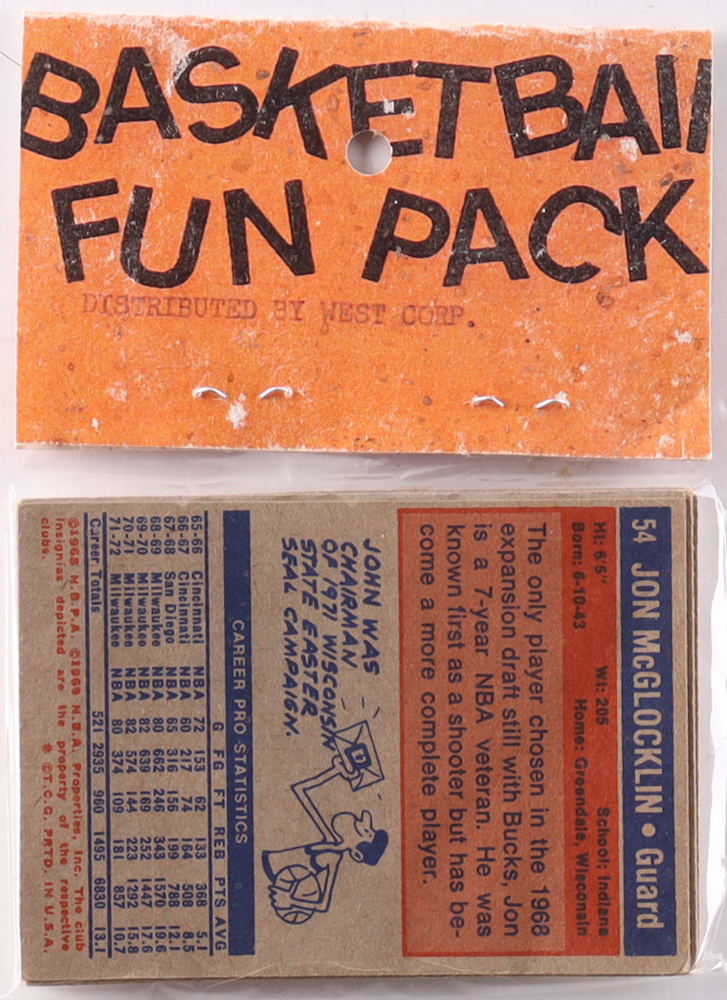 BASKETBALL
FUN PACK
DISTRIBUTED BY WEST CORP.
54 JON McGLOCKLIN • Guard
Ht: 6'5" Wt: 205 School: Indiana
Born: 6-10-43 Home: Greendale, Wisconsin
The only player chosen in the 1968
expansion draft still with Bucks, Jon
is a 7-year NBA veteran. He was
known first as a shooter but has be-
come a more complete player.
JOHN WAS
CHAIRMAN
OF 1971 WISCONSIN
STATE EASTER
SEAL CAMPAIGN.
CAREER PRO STATISTICS
G FG FT REB PTS AVG
65-66 Cincinnati NBA 72 153 62 133 368 5.1
66-67 Cincinnati NBA 60 217 74 164 508 8.5
67-68 San Diego NBA 65 316 156 199 788 12.1
68-69 Milwaukee NBA 80 662 246 343 1570 19.6
69-70 Milwaukee NBA 82 639 169 252 1447 17.6
70-71 Milwaukee NBA 82 574 144 223 1292 15.8
71-72 Milwaukee NBA 80 374 109 181 857 10.7
Career Totals 521 2935 960 1495 6830 13.1
©1968 N.B.P.A. ©1969 N.B.A. Properties, Inc. The club
insignias depicted are the property of the respective
clubs. * ©T.C.G. PRTD. IN U.S.A.